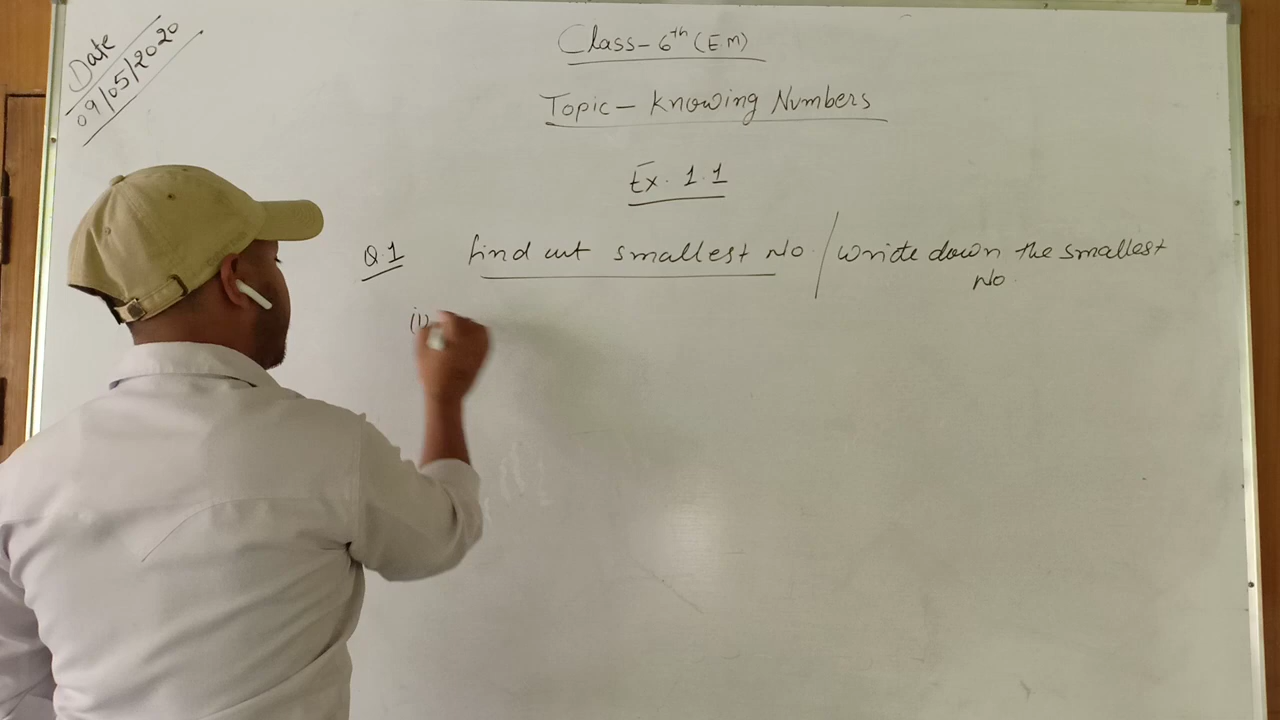 Date
09/05/2020
Class-6th (EM)
Topic- Knowing Numbers
Ex. 1.1
Q.1 find out smallest No. / write down the smallest
No.
(i)